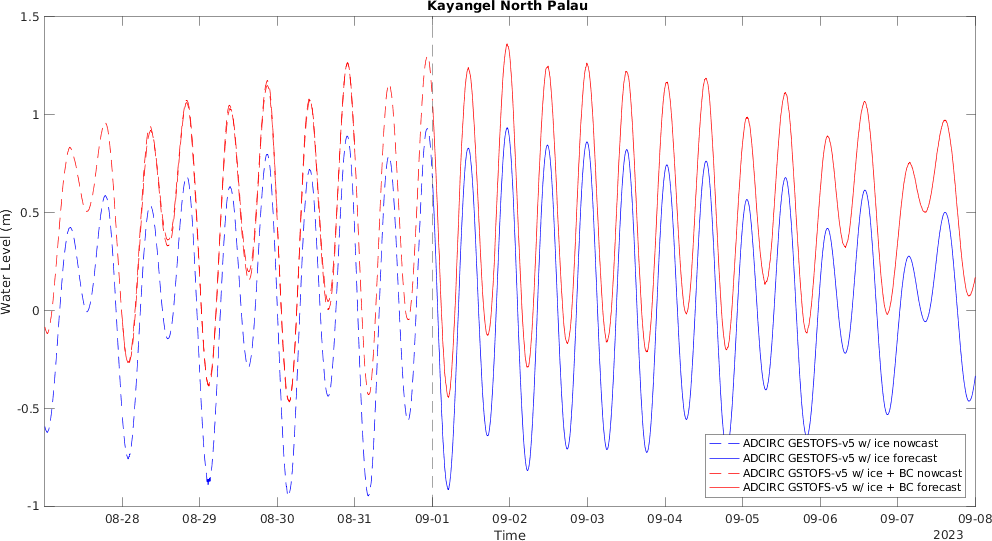 Kayangel North Palau
1.5
1
0.5
0
-0.5
-1
Water Level (m)
08-28 08-29 08-30 08-31 09-01 09-02 09-03 09-04 09-05 09-06 09-07 09-08
Time
2023
ADCIRC GESTOFS-v5 w/ ice nowcast
ADCIRC GESTOFS-v5 w/ ice forecast
ADCIRC GSTOFS-v5 w/ ice + BC nowcast
ADCIRC GSTOFS-v5 w/ ice + BC forecast